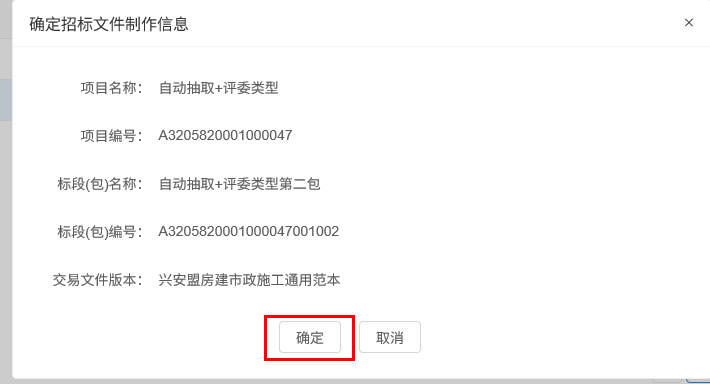 确定招标文件制作信息 ×
项目名称： 自动抽取+评委类型
项目编号： A3205820001000047
标段(包)名称： 自动抽取+评委类型第二包
标段(包)编号： A3205820001000047001002
交易文件版本： 兴安盟房建市政施工通用范本
确定 取消